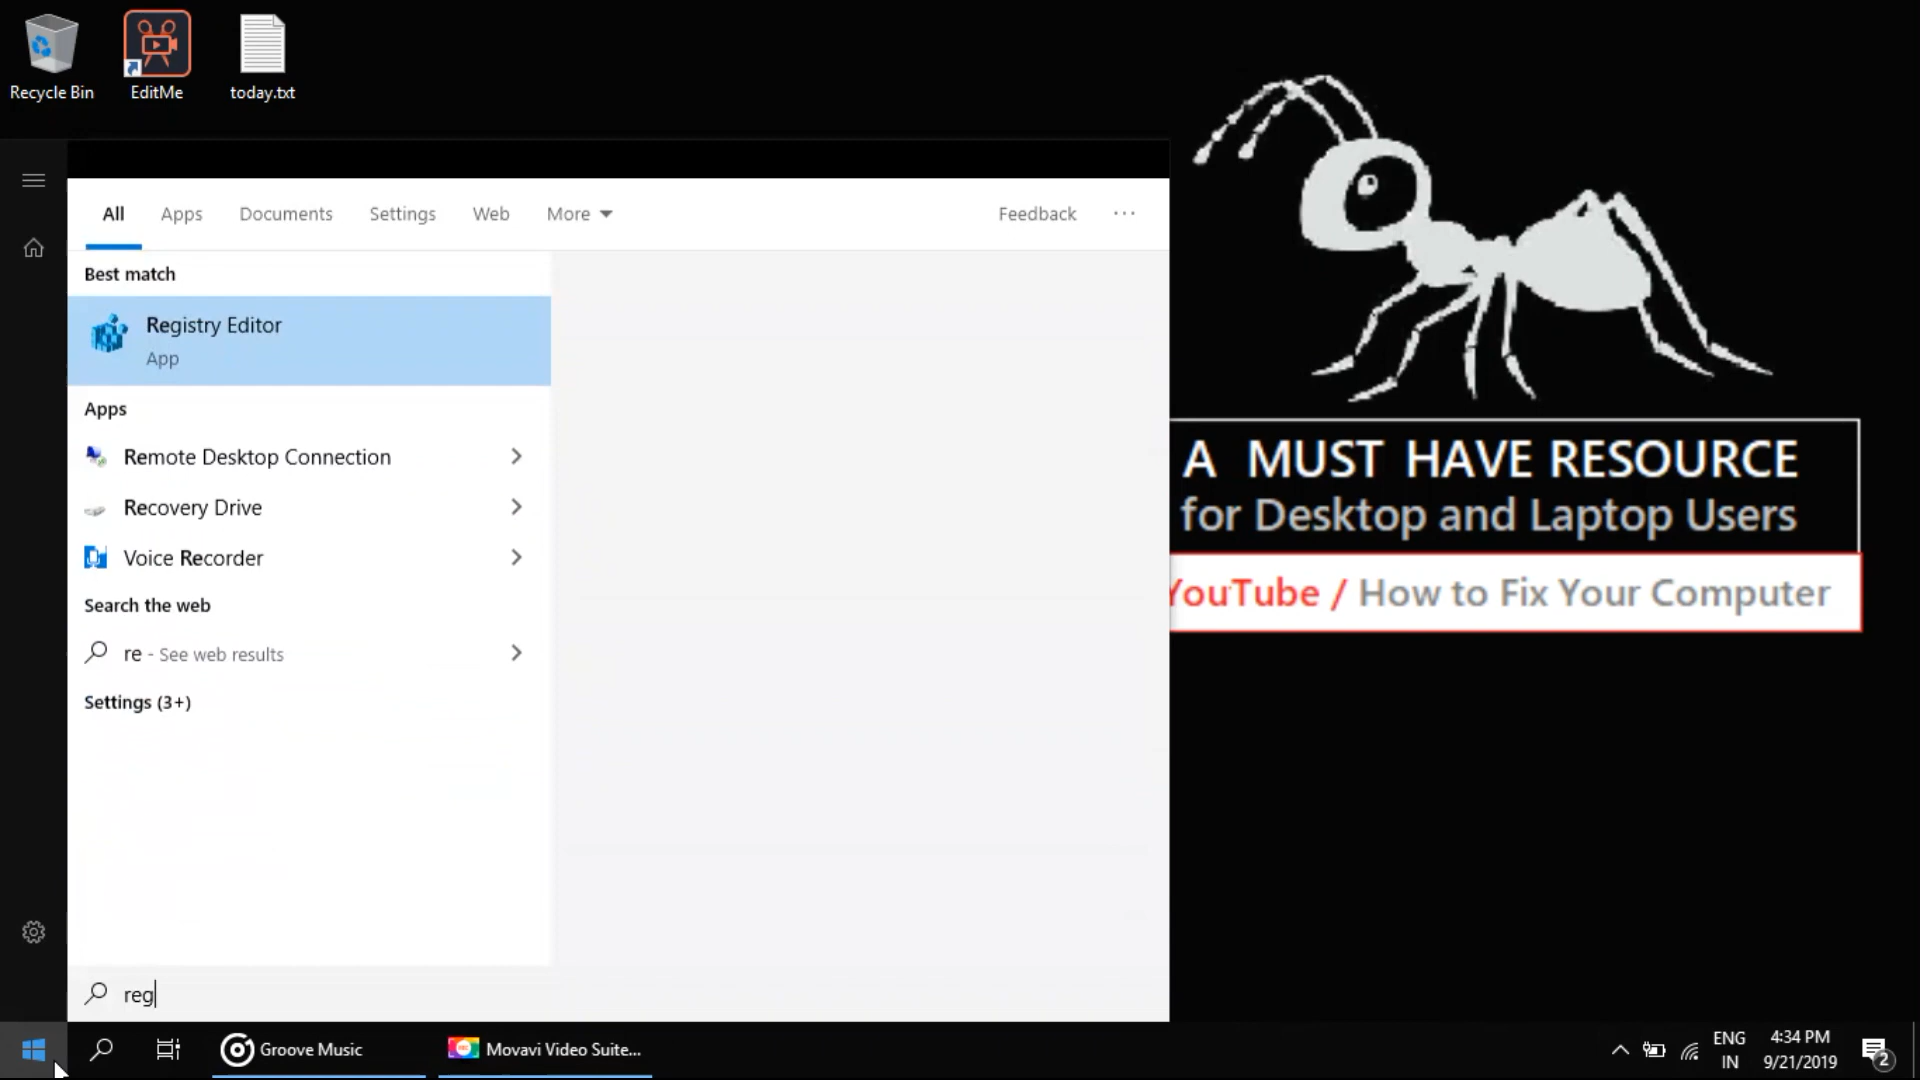 Recycle Bin
EditMe
today.txt
All
Apps
Documents
Settings
Web
More
Feedback
Best match
Registry Editor
App
Apps
Remote Desktop Connection
Recovery Drive
Voice Recorder
Search the web
re - See web results
Settings (3+)
reg
A MUST HAVE RESOURCE
for Desktop and Laptop Users
YouTube / How to Fix Your Computer
Groove Music
Movavi Video Suite...
ENG
IN
4:34 PM
9/21/2019
2